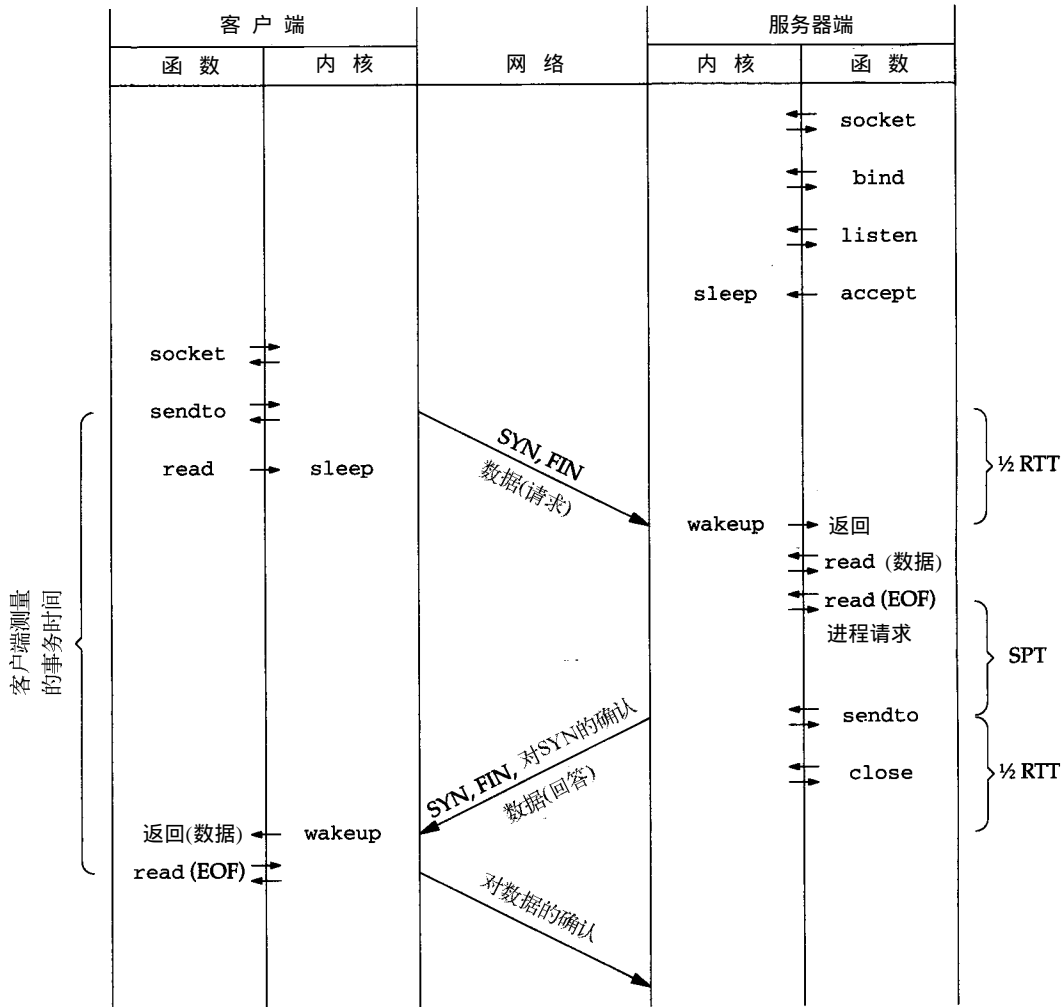 客 户 端
服务器端
函 数
内 核
网 络
内 核
函 数
socket
bind
listen
sleep
accept
socket
sendto
read
sleep
SYN, FIN
数据(请求)
½ RTT
wakeup
返回
read (数据)
read (EOF)
进程请求
SPT
客户端测量
的事务时间
sendto
SYN, FIN, 对SYN的确认
数据(回答)
close
½ RTT
返回(数据)
wakeup
read (EOF)
对数据的确认